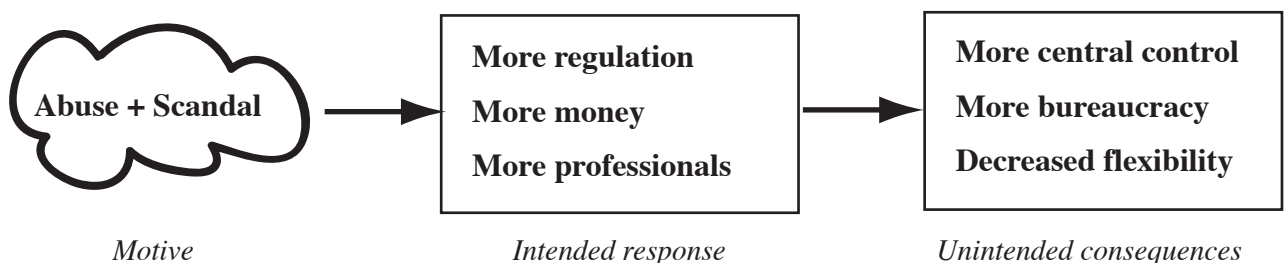 Abuse + Scandal
More regulation
More money
More professionals
More central control
More bureaucracy
Decreased flexibility
Motive
Intended response
Unintended consequences